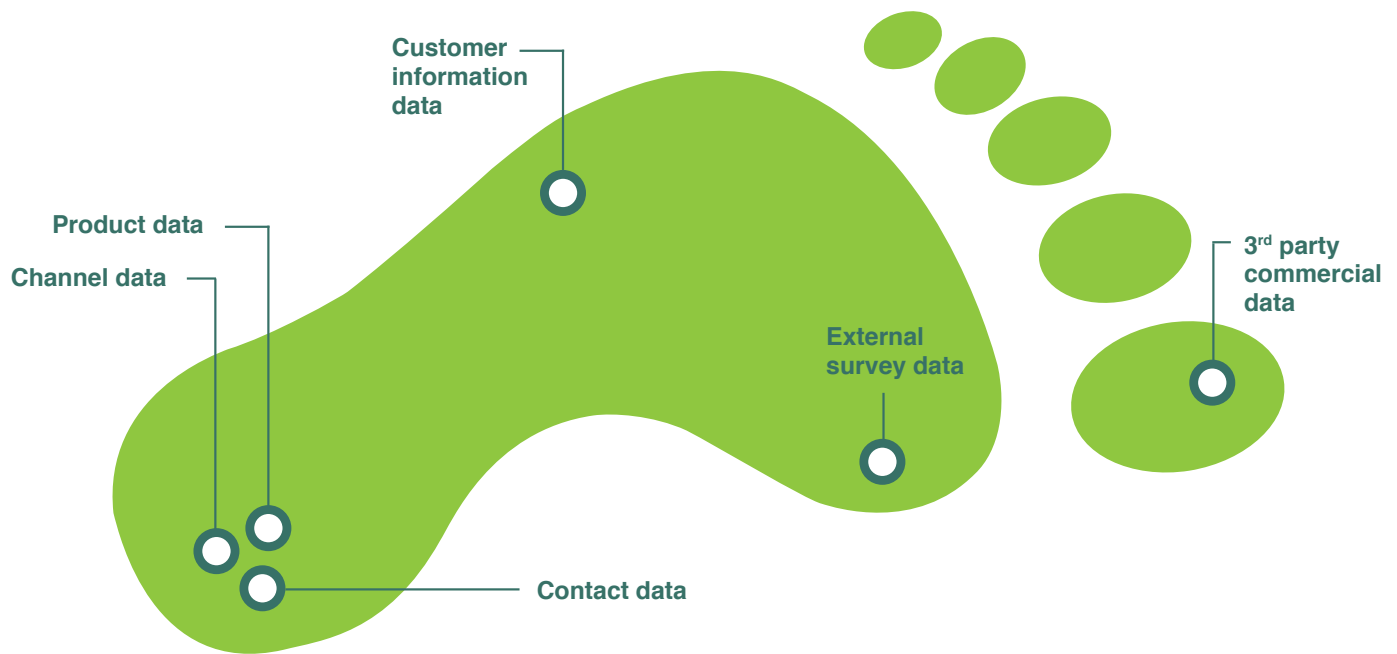 Customer
information
data
Product data
Channel data
3rd party
commercial
data
External
survey data
Contact data